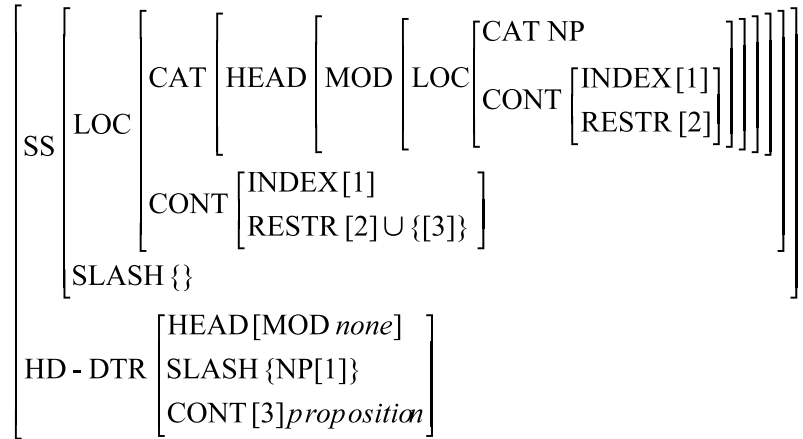 CAT NP
CAT [HEAD [MOD [LOC
CONT [INDEX [1]
RESTR [2]]
LOC
SS
CONT [INDEX [1]
RESTR [2] ∪ {[3]}]
SLASH {}
HEAD [MOD none]
HD - DTR [SLASH {NP[1]}
CONT [3] proposition]